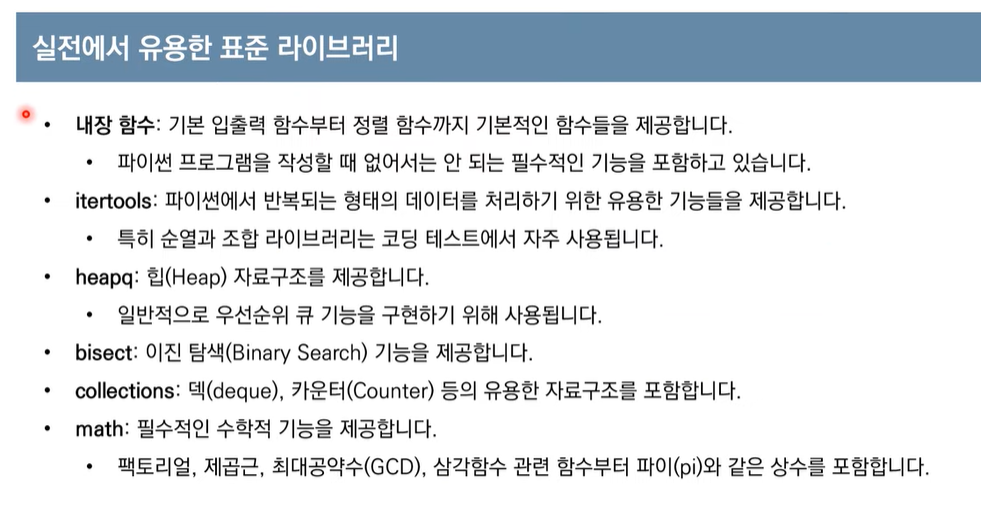 실전에서 유용한 표준 라이브러리
• 내장 함수: 기본 입출력 함수부터 정렬 함수까지 기본적인 함수들을 제공합니다.
• 파이썬 프로그램을 작성할 때 없어서는 안 되는 필수적인 기능을 포함하고 있습니다.
• itertools: 파이썬에서 반복되는 형태의 데이터를 처리하기 위한 유용한 기능들을 제공합니다.
• 특히 순열과 조합 라이브러리는 코딩 테스트에서 자주 사용됩니다.
• heapq: 힙(Heap) 자료구조를 제공합니다.
• 일반적으로 우선순위 큐 기능을 구현하기 위해 사용됩니다.
• bisect: 이진 탐색(Binary Search) 기능을 제공합니다.
• collections: 덱(deque), 카운터(Counter) 등의 유용한 자료구조를 포함합니다.
• math: 필수적인 수학적 기능을 제공합니다.
• 팩토리얼, 제곱근, 최대공약수(GCD), 삼각함수 관련 함수부터 파이(pi)와 같은 상수를 포함합니다.